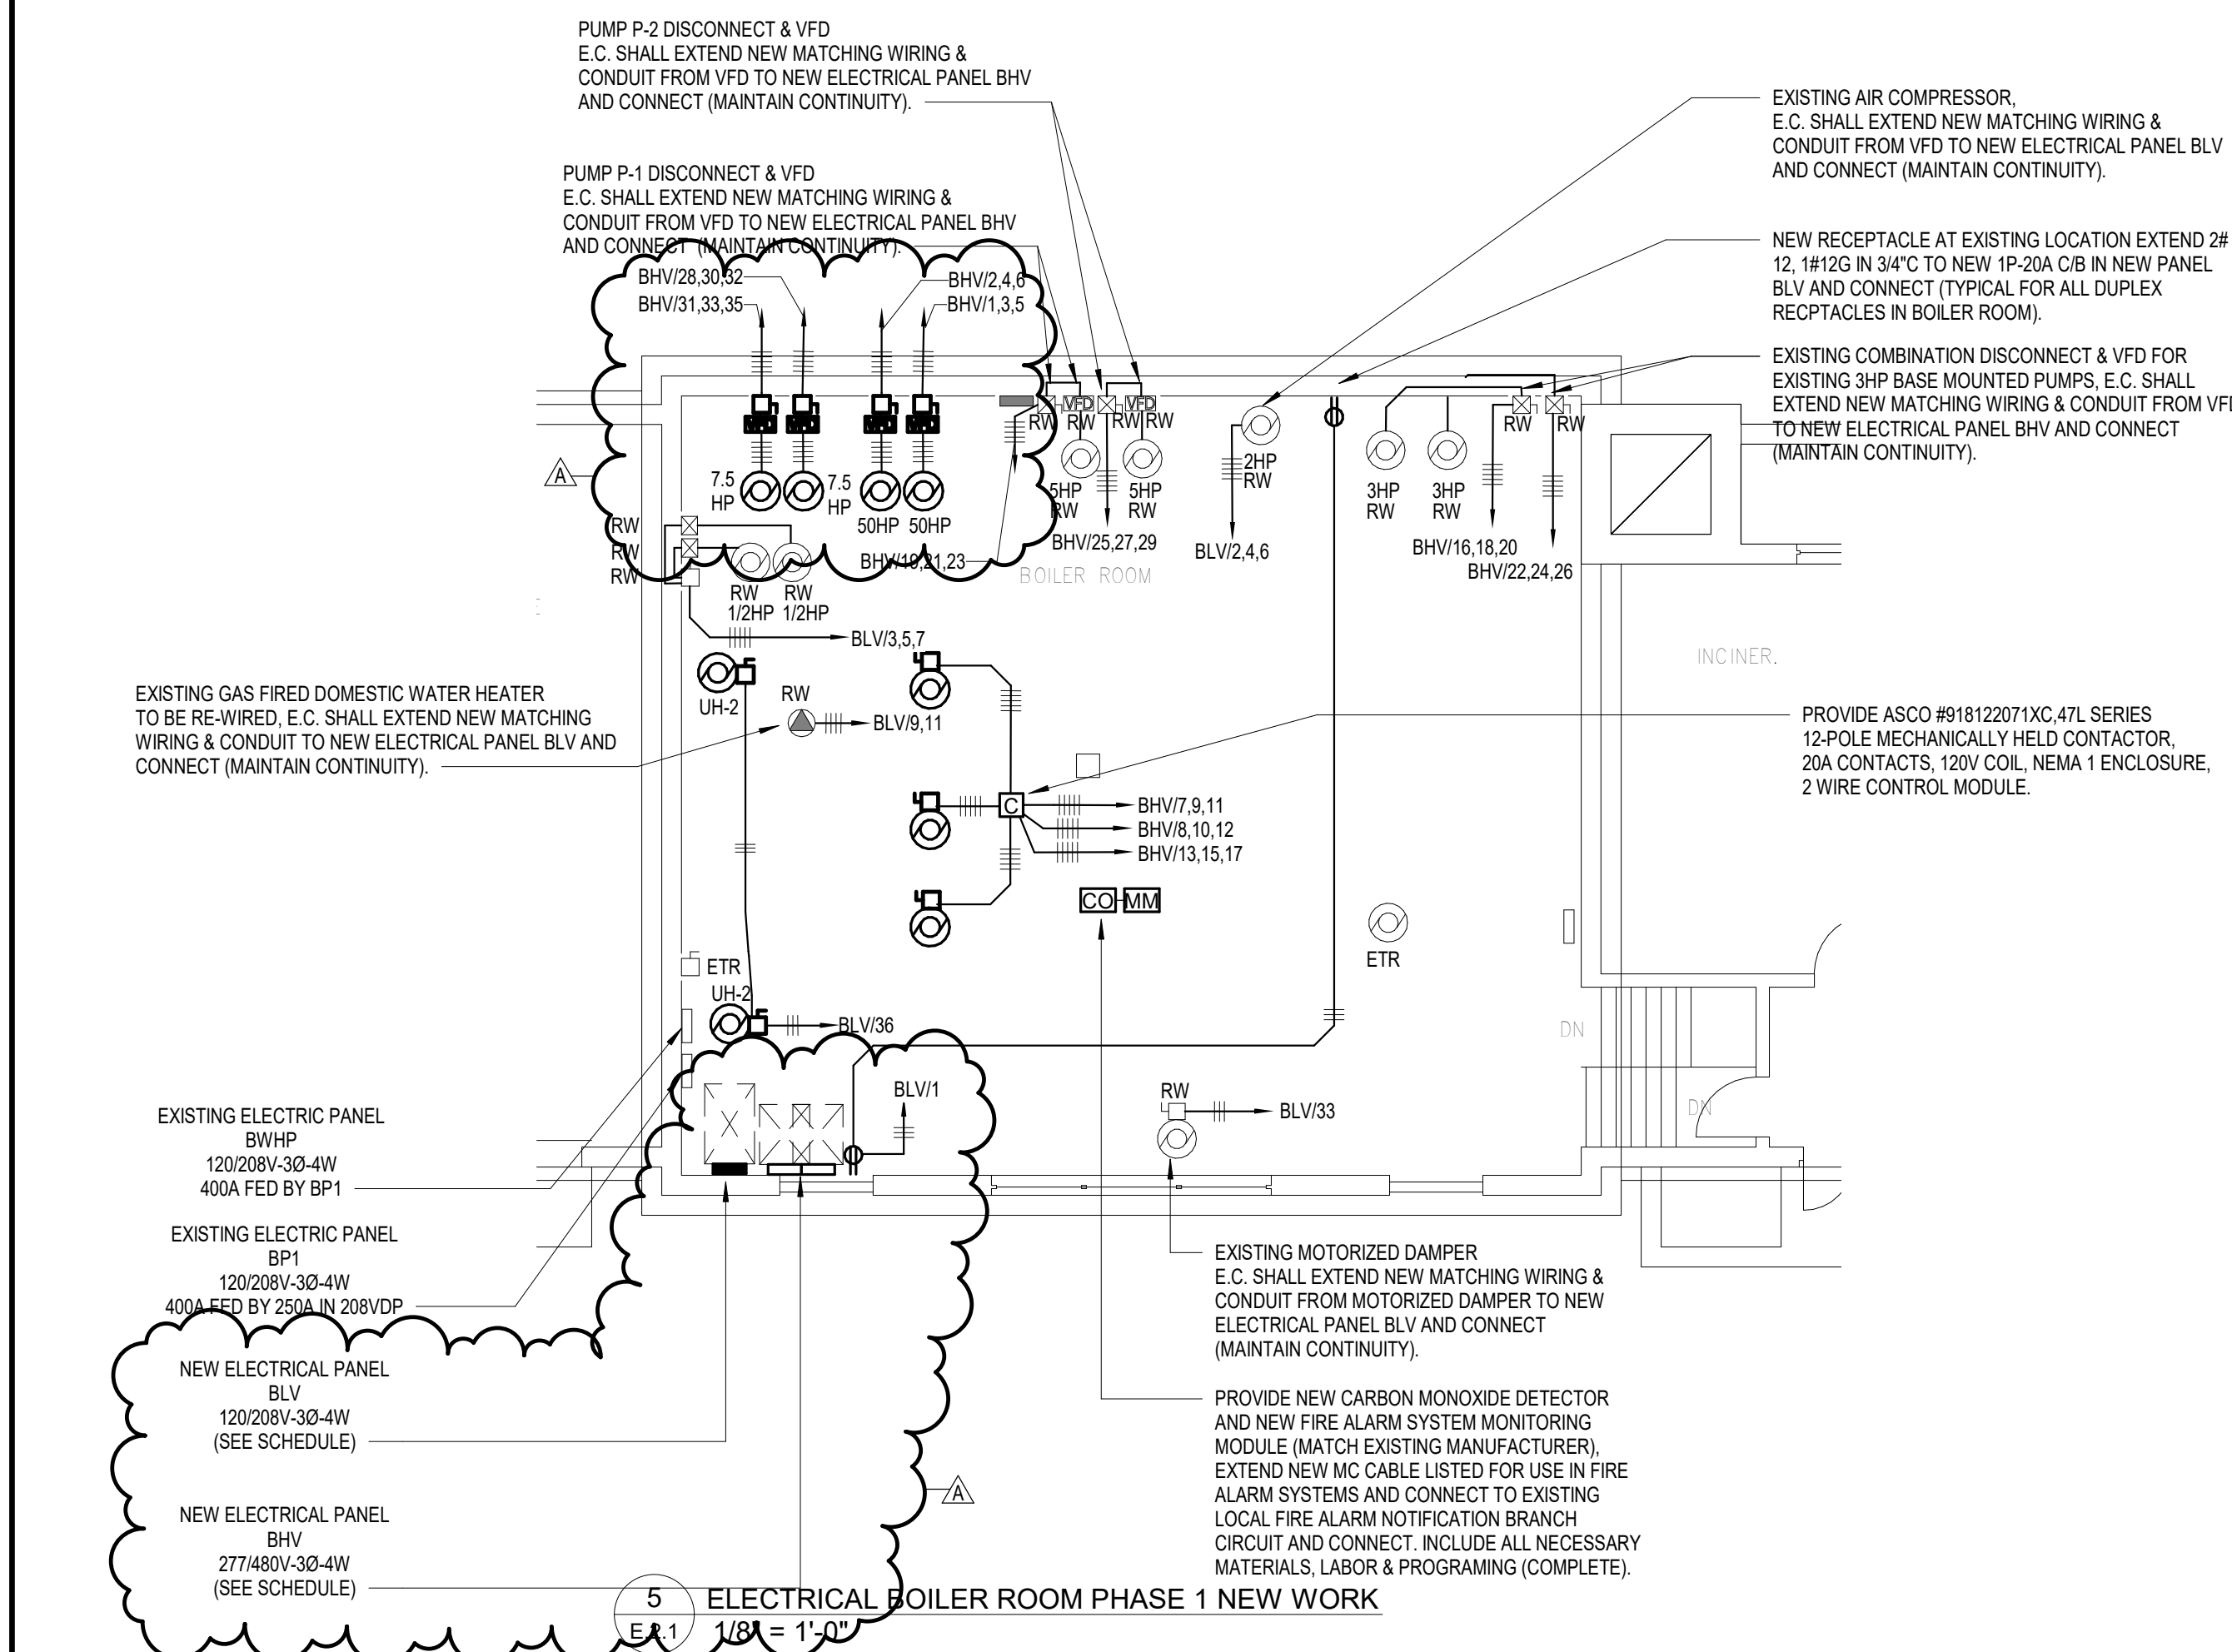 PUMP P-2 DISCONNECT & VFD
E.C. SHALL EXTEND NEW MATCHING WIRING &
CONDUIT FROM VFD TO NEW ELECTRICAL PANEL BHV
AND CONNECT (MAINTAIN CONTINUITY).
PUMP P-1 DISCONNECT & VFD
E.C. SHALL EXTEND NEW MATCHING WIRING &
CONDUIT FROM VFD TO NEW ELECTRICAL PANEL BHV
AND CONNECT (MAINTAIN CONTINUITY).
EXISTING AIR COMPRESSOR,
E.C. SHALL EXTEND NEW MATCHING WIRING &
CONDUIT FROM VFD TO NEW ELECTRICAL PANEL BLV
AND CONNECT (MAINTAIN CONTINUITY).
NEW RECEPTACLE AT EXISTING LOCATION EXTEND 2#
12, 1#12G IN 3/4"C TO NEW 1P-20A C/B IN NEW PANEL
BLV AND CONNECT (TYPICAL FOR ALL DUPLEX
RECPTACLES IN BOILER ROOM).
EXISTING COMBINATION DISCONNECT & VFD FOR
EXISTING 3HP BASE MOUNTED PUMPS, E.C. SHALL
EXTEND NEW MATCHING WIRING & CONDUIT FROM VFD
TO NEW ELECTRICAL PANEL BHV AND CONNECT
(MAINTAIN CONTINUITY).
BHV/28,30,32
BHV/31,33,35
BHV/2,4,6
BHV/1,3,5
VFD
VFD
VFD
VFD
VFD
VFD
RW
RW
RW
RW
RW
RW
7.5
HP
7.5
HP
50HP
50HP
5HP
RW
5HP
RW
2HP
RW
3HP
RW
3HP
RW
A
RW
RW
RW
BHV/19,21,23
BHV/25,27,29
BLV/2,4,6
BHV/16,18,20
BHV/22,24,26
BOILER ROOM
RW
1/2HP
RW
1/2HP
BLV/3,5,7
UH-2
RW
BLV/9,11
INCINER.
EXISTING GAS FIRED DOMESTIC WATER HEATER
TO BE RE-WIRED, E.C. SHALL EXTEND NEW MATCHING
WIRING & CONDUIT TO NEW ELECTRICAL PANEL BLV AND
CONNECT (MAINTAIN CONTINUITY).
PROVIDE ASCO #918122071XC,47L SERIES
12-POLE MECHANICALLY HELD CONTACTOR,
20A CONTACTS, 120V COIL, NEMA 1 ENCLOSURE,
2 WIRE CONTROL MODULE.
C
BHV/7,9,11
BHV/8,10,12
BHV/13,15,17
CO
MM
ETR
ETR
UH-2
BLV/36
DN
DN
BLV/1
RW
BLV/33
EXISTING ELECTRIC PANEL
BWHP
120/208V-3Ø-4W
400A FED BY BP1
EXISTING ELECTRIC PANEL
BP1
120/208V-3Ø-4W
400A FED BY 250A IN 208VDP
NEW ELECTRICAL PANEL
BLV
120/208V-3Ø-4W
(SEE SCHEDULE)
NEW ELECTRICAL PANEL
BHV
277/480V-3Ø-4W
(SEE SCHEDULE)
EXISTING MOTORIZED DAMPER
E.C. SHALL EXTEND NEW MATCHING WIRING &
CONDUIT FROM MOTORIZED DAMPER TO NEW
ELECTRICAL PANEL BLV AND CONNECT
(MAINTAIN CONTINUITY).
PROVIDE NEW CARBON MONOXIDE DETECTOR
AND NEW FIRE ALARM SYSTEM MONITORING
MODULE (MATCH EXISTING MANUFACTURER),
EXTEND NEW MC CABLE LISTED FOR USE IN FIRE
ALARM SYSTEMS AND CONNECT TO EXISTING
LOCAL FIRE ALARM NOTIFICATION BRANCH
CIRCUIT AND CONNECT. INCLUDE ALL NECESSARY
MATERIALS, LABOR & PROGRAMING (COMPLETE).
A
5
E.2.1
ELECTRICAL BOILER ROOM PHASE 1 NEW WORK
1/8" = 1'-0"